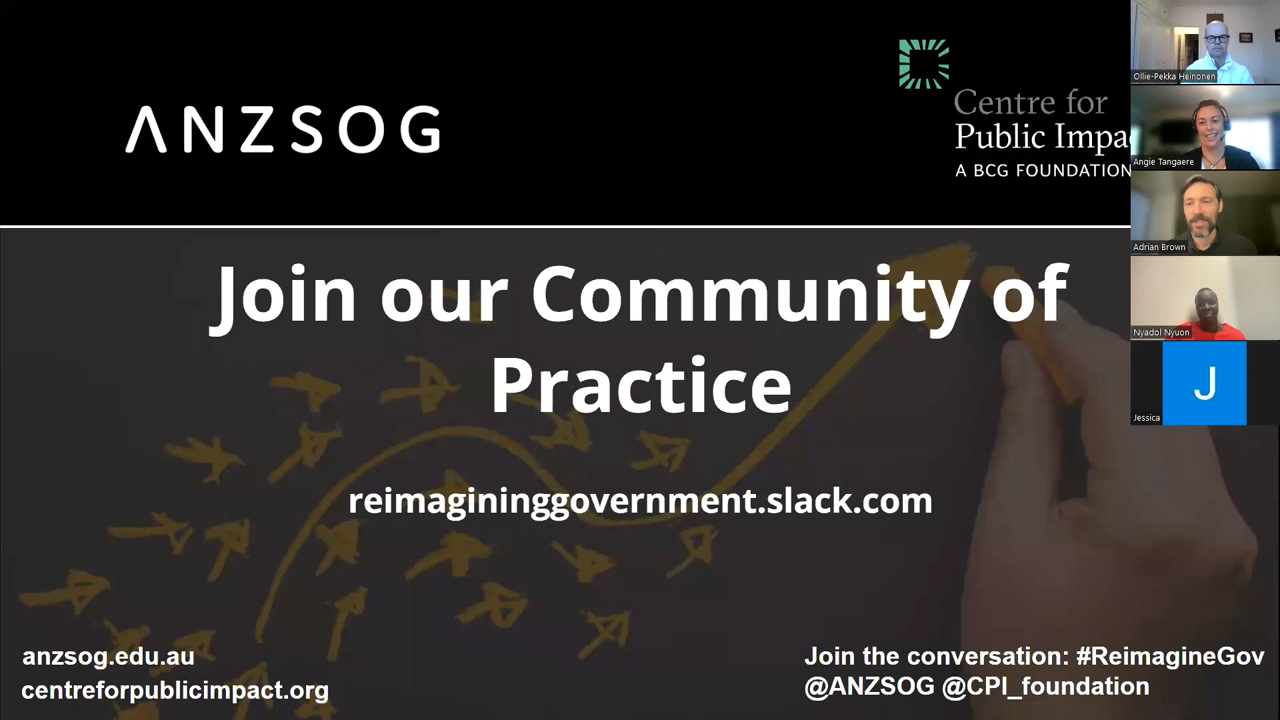 ANZSOG
Centre for
Public Impa
A BCG FOUNDATION
Join our Community of
Practice
reimagininggovernment.slack.com
anzsog.edu.au
centreforpublicimpact.org
Join the conversation: #ReimagineGov
@ANZSOG @CPI_foundation
Ollie-Pekka Heinonen
Angie Tangaere
Adrian Brown
Nyadol Nyuon
J
Jessica